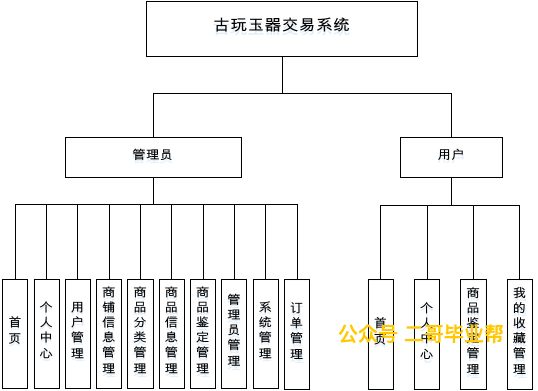 古玩玉器交易系统
管理员
用户
首页
个人中心
用户管理
商铺信息管理
商品分类管理
商品信息管理
商品鉴定管理
管理员管理
系统管理
订单管理
首页
个人中心
商品鉴定管理
我的收藏管理
公众号 二哥毕业帮